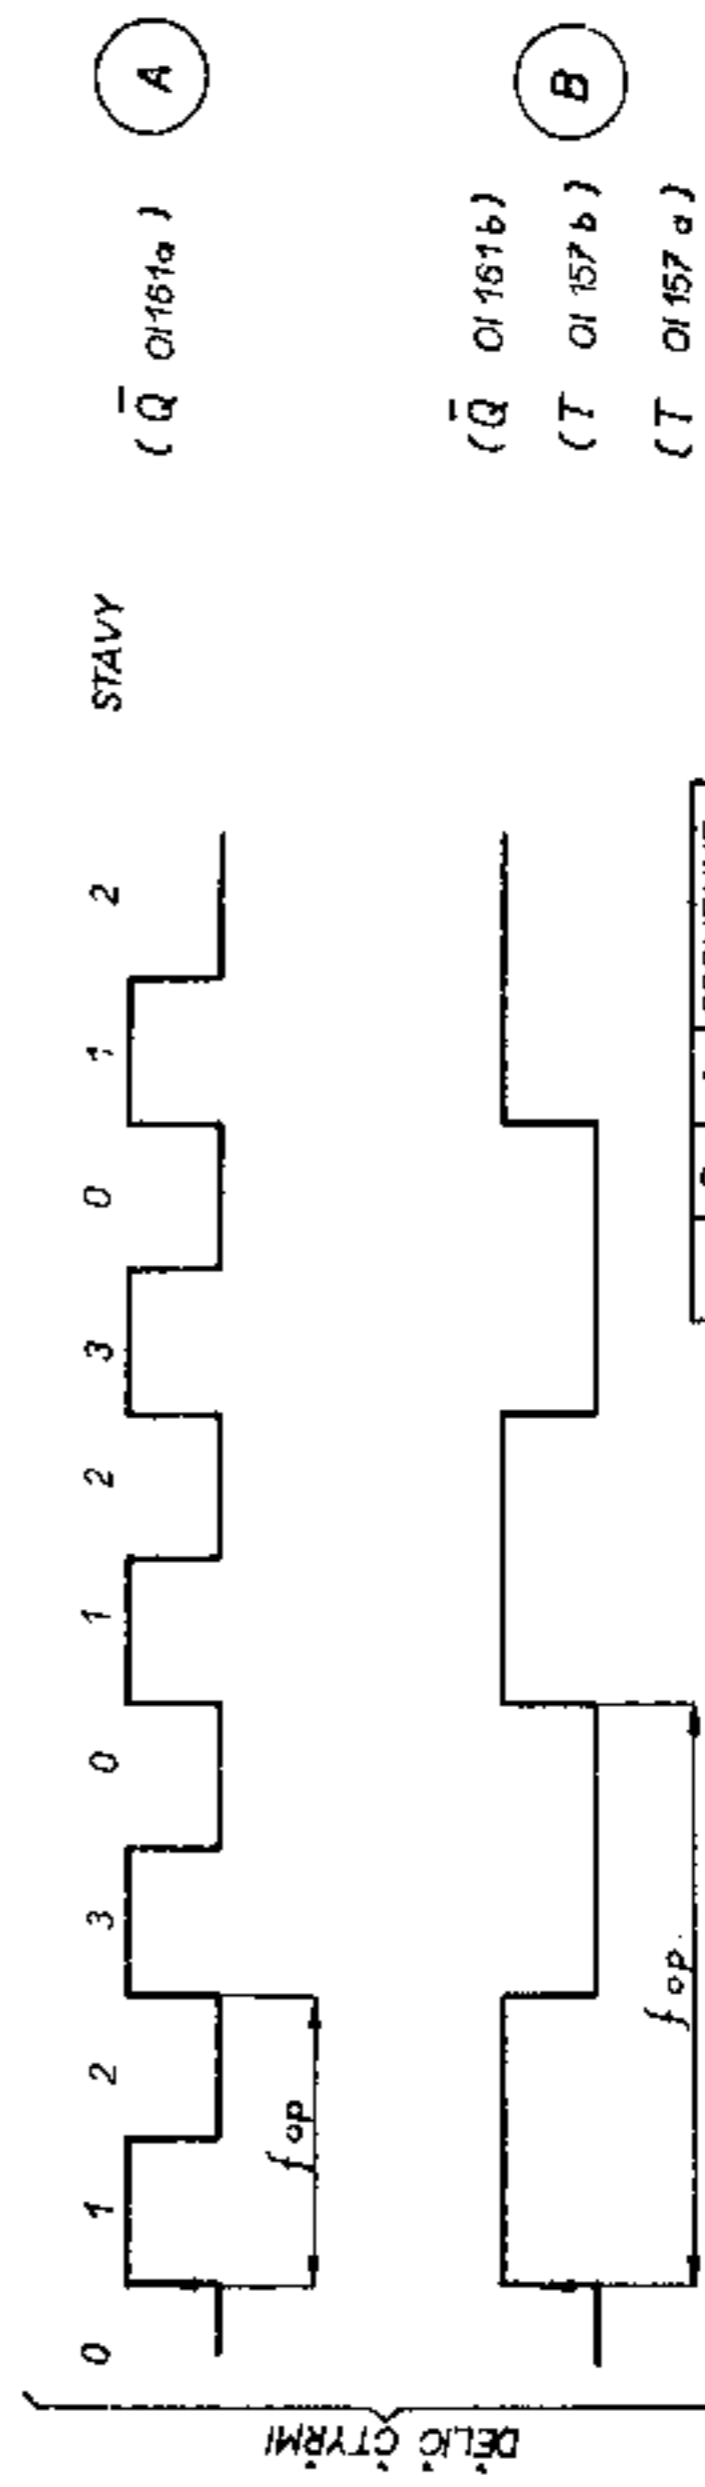 0 1 2 3 0 1 2 3 0 1 2 STAVY
A
(Q̅ OI161a)
f op
DĚLIČ ČTYŘMI
(Q̅ OI161b)
(T OI157b)
B
(T OI157a)
f op.